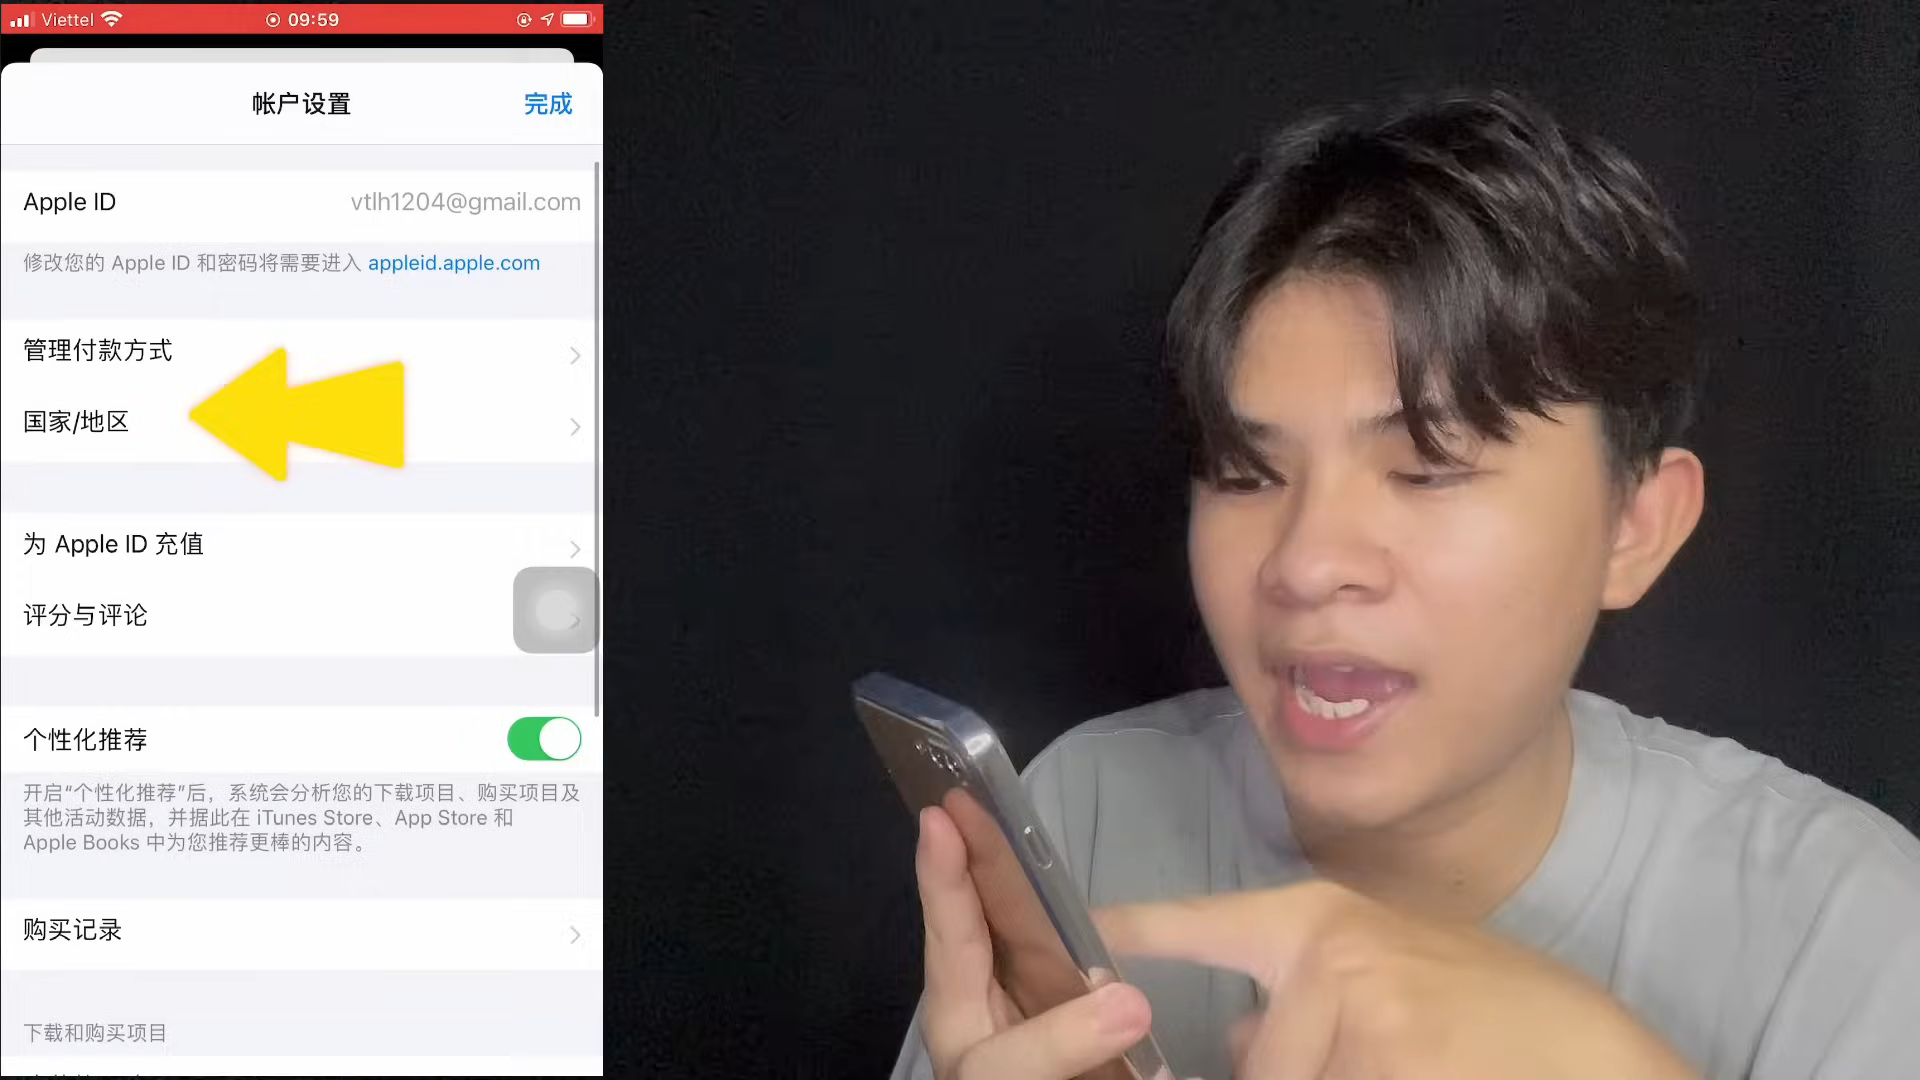 Viettel 09:59
帐户设置
完成
Apple ID
vtlh1204@gmail.com
修改您的 Apple ID 和密码将需要进入 appleid.apple.com
管理付款方式
国家/地区
为 Apple ID 充值
评分与评论
个性化推荐
开启“个性化推荐”后，系统会分析您的下载项目、购买项目及
其他活动数据，并据此在 iTunes Store、App Store 和
Apple Books 中为您推荐更棒的内容。
购买记录
下载和购买项目